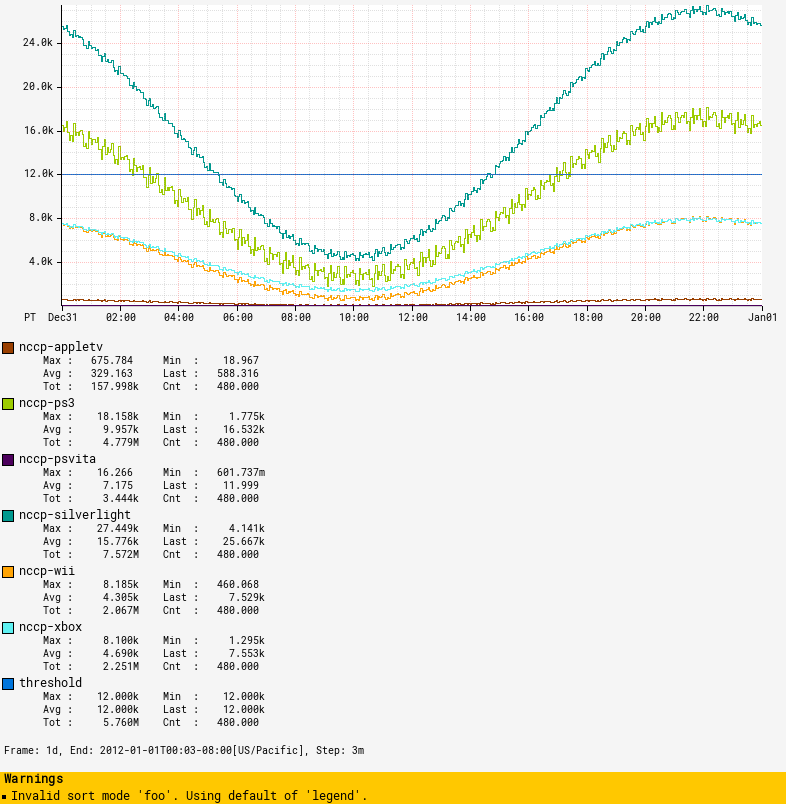 24.0k
20.0k
16.0k
12.0k
8.0k
4.0k
PT Dec31 02:00 04:00 06:00 08:00 10:00 12:00 14:00 16:00 18:00 20:00 22:00 Jan01
nccp-appletv
Max : 675.784 Min : 18.967
Avg : 329.163 Last : 588.316
Tot : 157.998k Cnt : 480.000
nccp-ps3
Max : 18.158k Min : 1.775k
Avg : 9.957k Last : 16.532k
Tot : 4.779M Cnt : 480.000
nccp-psvita
Max : 16.266 Min : 601.737m
Avg : 7.175 Last : 11.999
Tot : 3.444k Cnt : 480.000
nccp-silverlight
Max : 27.449k Min : 4.141k
Avg : 15.776k Last : 25.667k
Tot : 7.572M Cnt : 480.000
nccp-wii
Max : 8.185k Min : 460.068
Avg : 4.305k Last : 7.529k
Tot : 2.067M Cnt : 480.000
nccp-xbox
Max : 8.100k Min : 1.295k
Avg : 4.690k Last : 7.553k
Tot : 2.251M Cnt : 480.000
threshold
Max : 12.000k Min : 12.000k
Avg : 12.000k Last : 12.000k
Tot : 5.760M Cnt : 480.000
Frame: 1d, End: 2012-01-01T00:03-08:00[US/Pacific], Step: 3m
Warnings
▪ Invalid sort mode 'foo'. Using default of 'legend'.